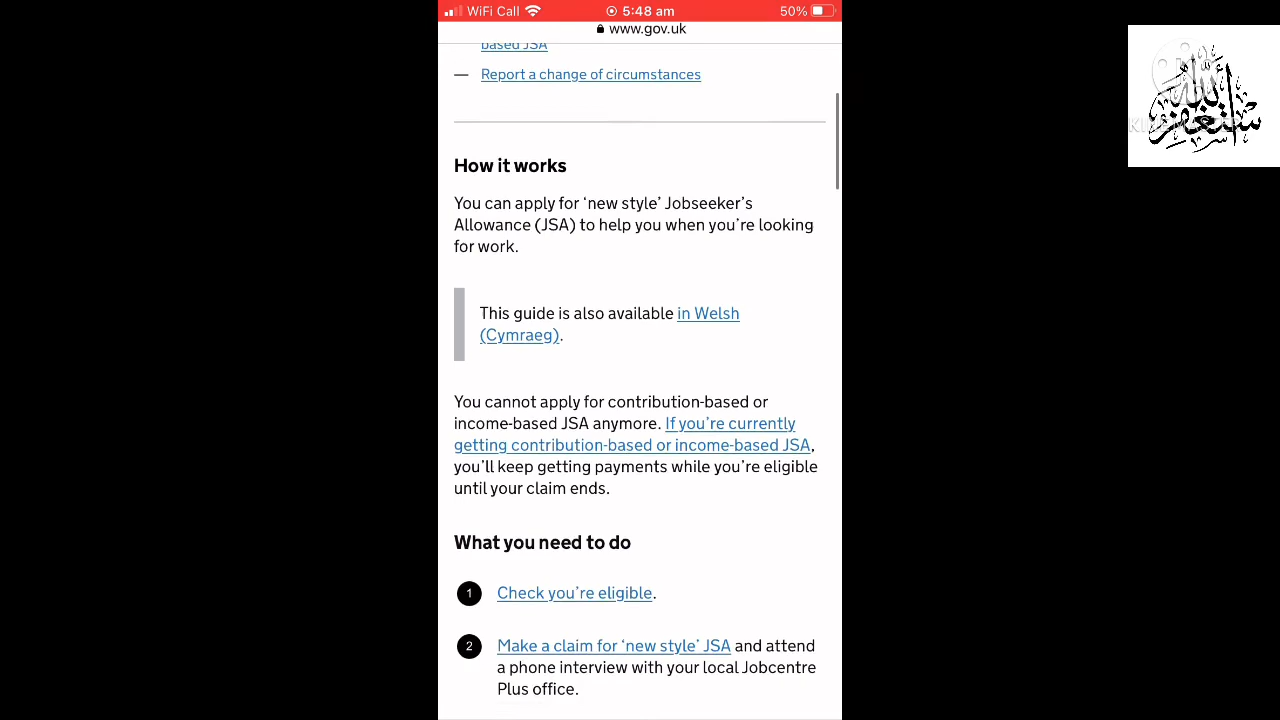 WiFi Call
5:48 am
50%
www.gov.uk
based JSA
— Report a change of circumstances
How it works
You can apply for ‘new style’ Jobseeker’s
Allowance (JSA) to help you when you’re looking
for work.
This guide is also available in Welsh
(Cymraeg).
You cannot apply for contribution-based or
income-based JSA anymore. If you’re currently
getting contribution-based or income-based JSA,
you’ll keep getting payments while you’re eligible
until your claim ends.
What you need to do
1 Check you’re eligible.
2 Make a claim for ‘new style’ JSA and attend
a phone interview with your local Jobcentre
Plus office.
أستغفر الله